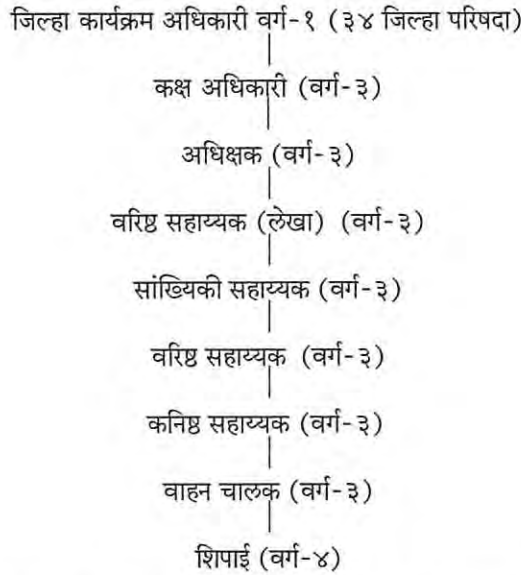 जिल्हा कार्यक्रम अधिकारी वर्ग-१ (३४ जिल्हा परिषदा)
कक्ष अधिकारी (वर्ग-३)
अधिक्षक (वर्ग-३)
वरिष्ठ सहाय्यक (लेखा) (वर्ग-३)
सांख्यिकी सहाय्यक (वर्ग-३)
वरिष्ठ सहाय्यक (वर्ग-३)
कनिष्ठ सहाय्यक (वर्ग-३)
वाहन चालक (वर्ग-३)
शिपाई (वर्ग-४)